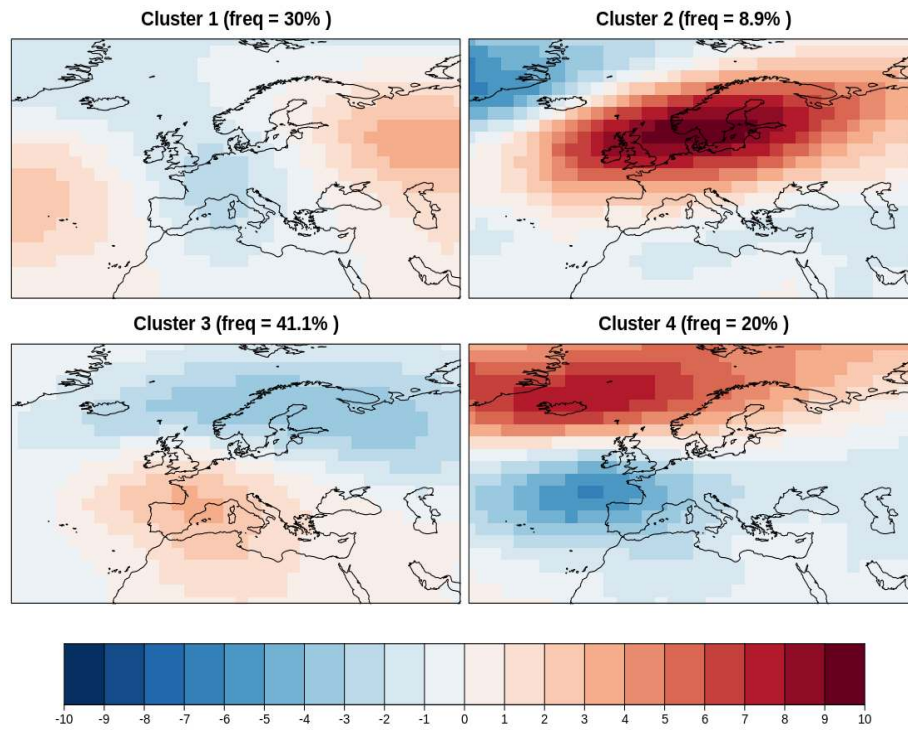 Cluster 1 (freq = 30% )
Cluster 2 (freq = 8.9% )
Cluster 3 (freq = 41.1% )
Cluster 4 (freq = 20% )
-10 -9 -8 -7 -6 -5 -4 -3 -2 -1 0 1 2 3 4 5 6 7 8 9 10